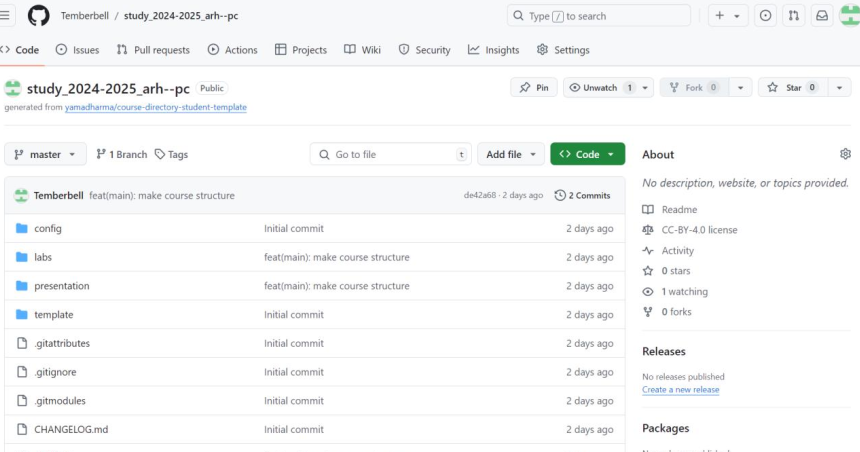 Temberbell / study_2024-2025_arh--pc
Type / to search
<> Code Issues Pull requests Actions Projects Wiki Security Insights Settings
study_2024-2025_arh--pc Public
Pin Unwatch 1 Fork 0 Star 0
generated from yamadharma/course-directory-student-template
master 1 Branch Tags
Go to file t Add file <> Code
Temberbell feat(main): make course structure de42a68 · 2 days ago 2 Commits
config Initial commit 2 days ago
labs feat(main): make course structure 2 days ago
presentation feat(main): make course structure 2 days ago
template Initial commit 2 days ago
.gitattributes Initial commit 2 days ago
.gitignore Initial commit 2 days ago
.gitmodules Initial commit 2 days ago
CHANGELOG.md Initial commit 2 days ago
About
No description, website, or topics provided.
Readme
CC-BY-4.0 license
Activity
0 stars
1 watching
0 forks
Releases
No releases published
Create a new release
Packages